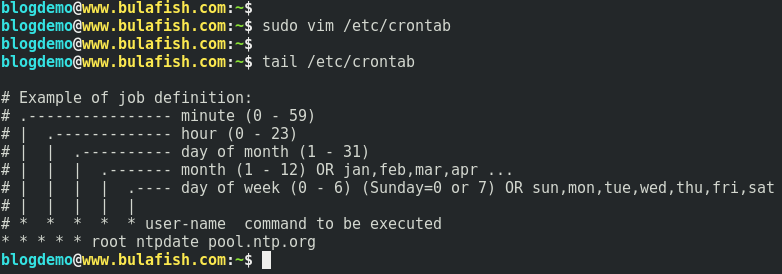 blogdemo@www.bulafish.com:~$
blogdemo@www.bulafish.com:~$ sudo vim /etc/crontab
blogdemo@www.bulafish.com:~$
blogdemo@www.bulafish.com:~$ tail /etc/crontab

# Example of job definition:
# .---------------- minute (0 - 59)
# |  .------------- hour (0 - 23)
# |  |  .---------- day of month (1 - 31)
# |  |  |  .------- month (1 - 12) OR jan,feb,mar,apr ...
# |  |  |  |  .---- day of week (0 - 6) (Sunday=0 or 7) OR sun,mon,tue,wed,thu,fri,sat
# |  |  |  |  |
# *  *  *  *  * user-name  command to be executed
* * * * * root ntpdate pool.ntp.org
blogdemo@www.bulafish.com:~$